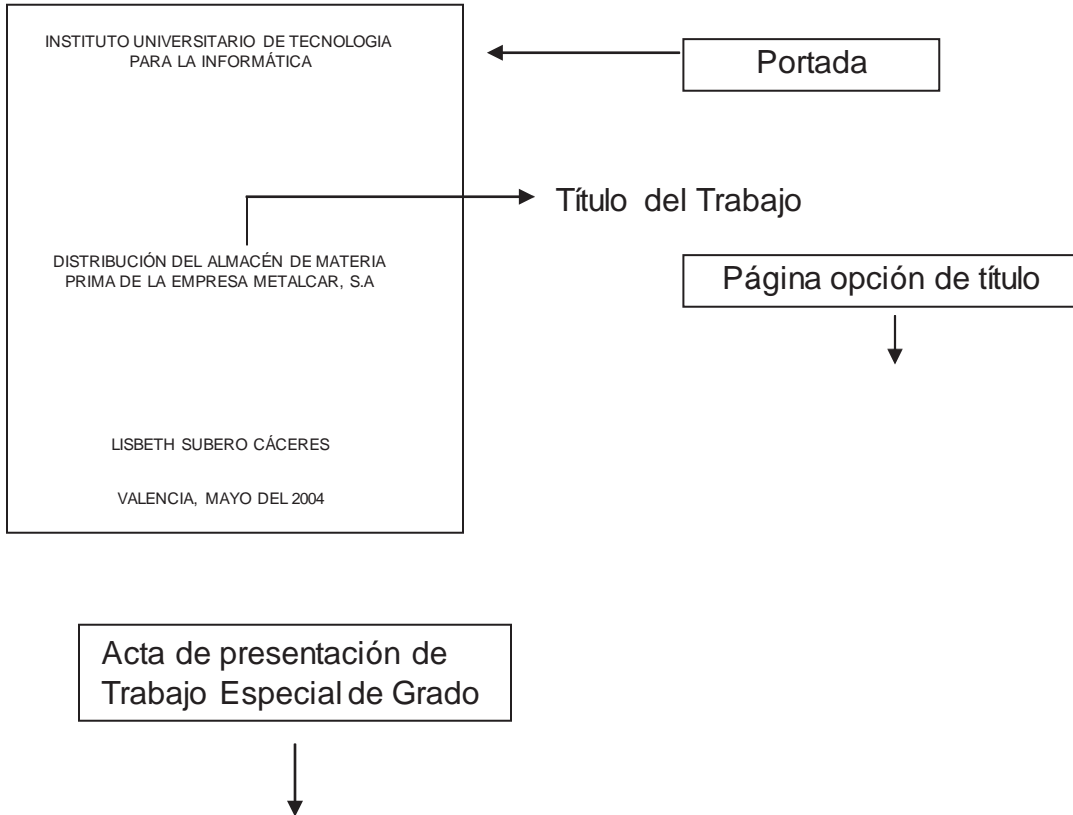 INSTITUTO UNIVERSITARIO DE TECNOLOGIA
PARA LA INFORMÁTICA
Portada
Título del Trabajo
DISTRIBUCIÓN DEL ALMACÉN DE MATERIA
PRIMA DE LA EMPRESA METALCAR, S.A
Página opción de título
LISBETH SUBERO CÁCERES
VALENCIA, MAYO DEL 2004
Acta de presentación de
Trabajo Especial de Grado